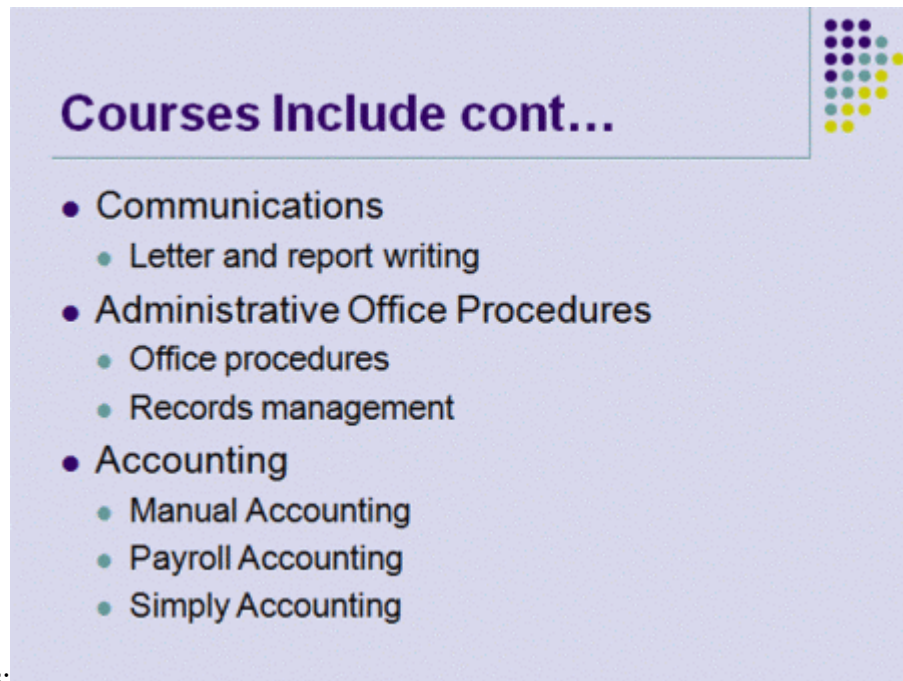 Courses Include cont...
Communications
Letter and report writing
Administrative Office Procedures
Office procedures
Records management
Accounting
Manual Accounting
Payroll Accounting
Simply Accounting